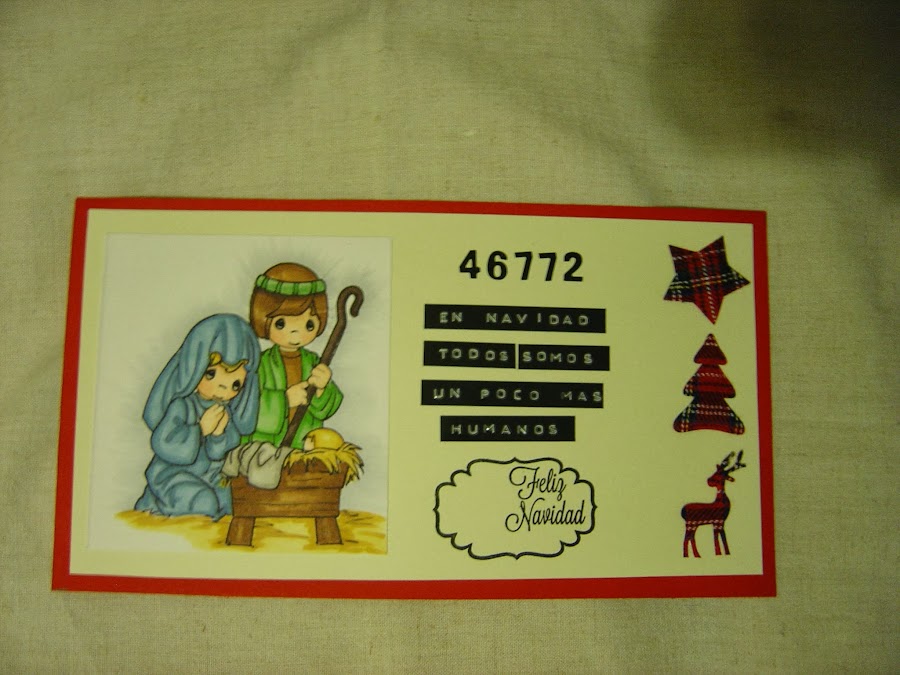 46772
EN NAVIDAD
TODOS SOMOS
UN POCO MAS
HUMANOS
Feliz
Navidad